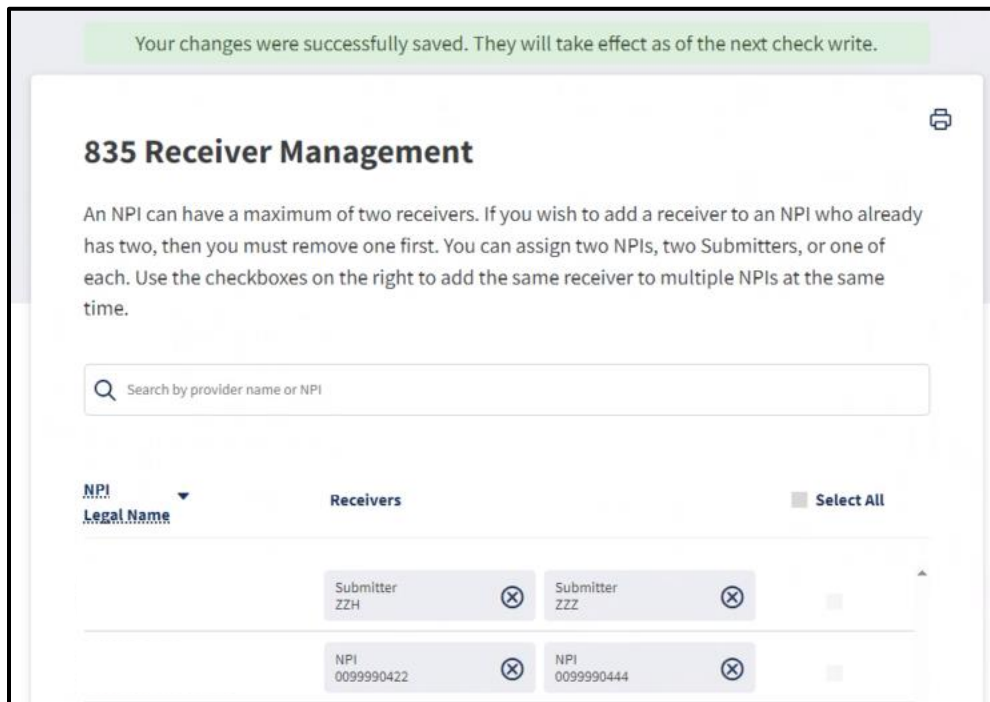 Your changes were successfully saved. They will take effect as of the next check write.
835 Receiver Management
An NPI can have a maximum of two receivers. If you wish to add a receiver to an NPI who already
has two, then you must remove one first. You can assign two NPIs, two Submitters, or one of
each. Use the checkboxes on the right to add the same receiver to multiple NPIs at the same
time.
Search by provider name or NPI
NPI
Legal Name
Receivers
Select All
Submitter
ZZH
Submitter
ZZZ
NPI
0099990422
NPI
0099990444